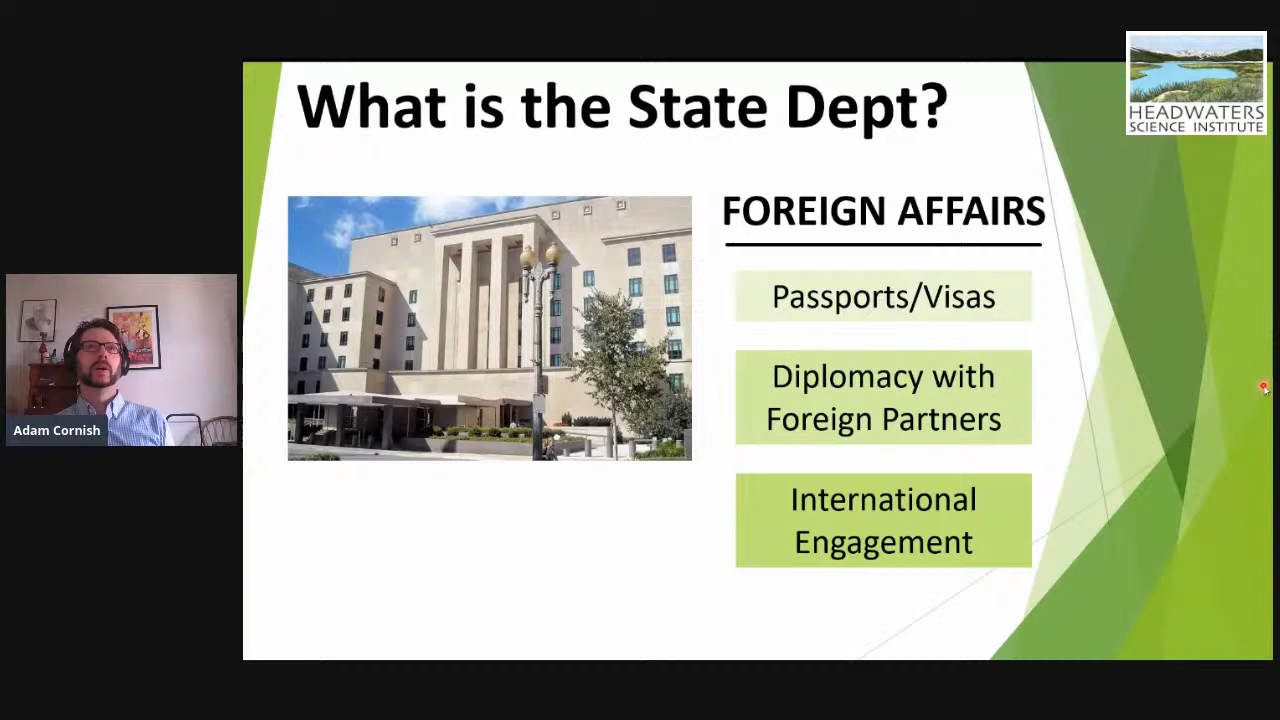 What is the State Dept?
HEADWATERS
SCIENCE INSTITUTE
FOREIGN AFFAIRS
Passports/Visas
Diplomacy with
Foreign Partners
International
Engagement
Adam Cornish